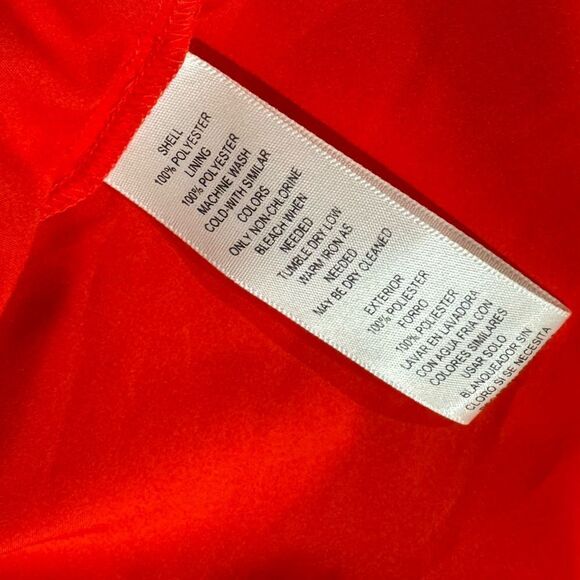 SHELL
100% POLYESTER
LINING
100% POLYESTER
MACHINE WASH
COLD-WITH SIMILAR
COLORS
ONLY NON-CHLORINE
BLEACH WHEN
NEEDED
TUMBLE DRY LOW
WARM IRON AS
NEEDED
MAY BE DRY CLEANED
EXTERIOR
100% POLIESTER
FORRO
100% POLIESTER
LAVAR EN LAVADORA
CON AGUA FRIA CON
COLORES SIMILARES
USAR SOLO
BLANQUEADOR SIN
CLORO SI SE NECESITA